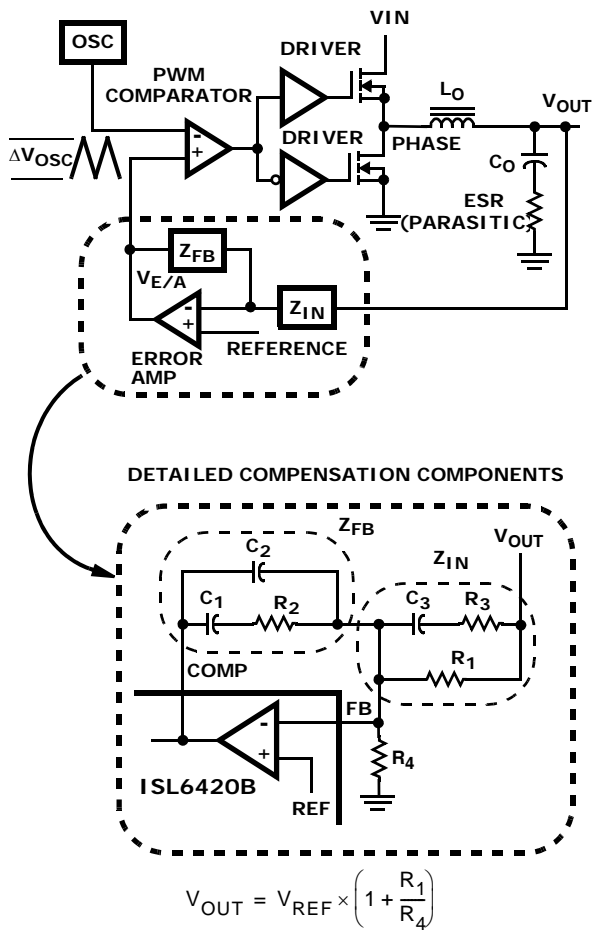 VIN
OSC
DRIVER
PWM
COMPARATOR
LO
VOUT
DRIVER
ΔVOSC
PHASE
CO
ESR
(PARASITIC)
ZFB
VE/A
ZIN
REFERENCE
ERROR
AMP
DETAILED COMPENSATION COMPONENTS
ZFB
VOUT
C2
ZIN
C1
R2
C3
R3
R1
COMP
FB
R4
ISL6420B
REF
VOUT = VREF × (1 + R1/R4)